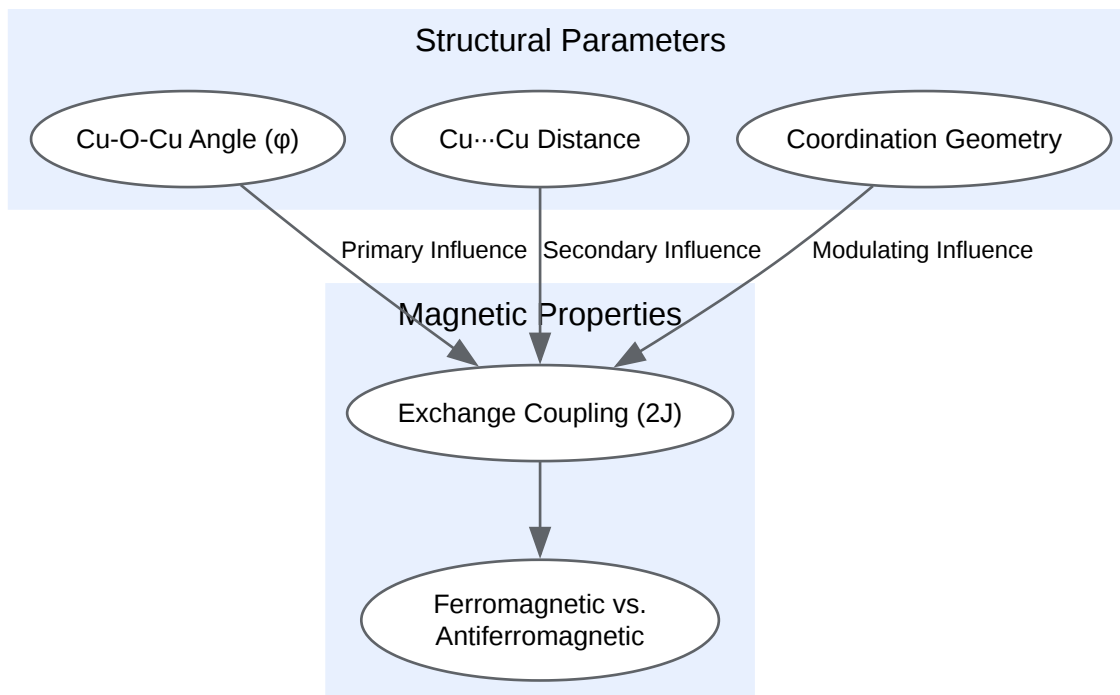 Structural Parameters
Cu-O-Cu Angle (φ)
Cu···Cu Distance
Coordination Geometry
Primary Influence
Secondary Influence
Modulating Influence
Magnetic Properties
Exchange Coupling (2J)
Ferromagnetic vs.
Antiferromagnetic